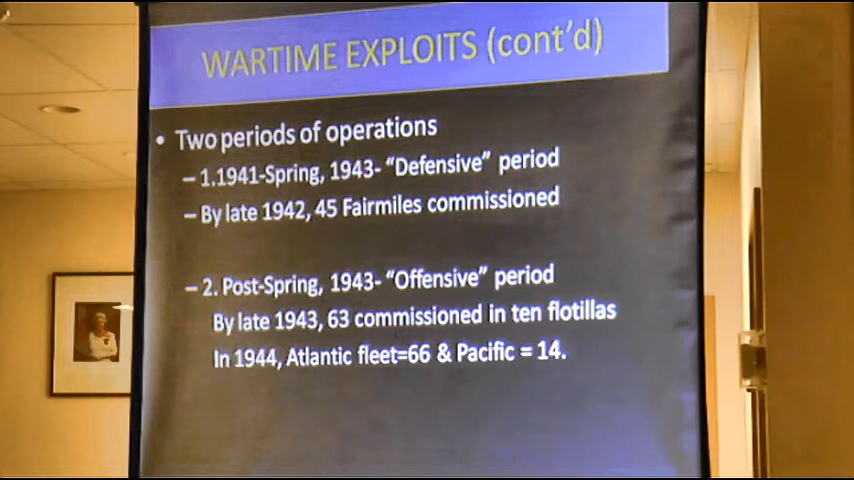 WARTIME EXPLOITS (cont'd)
• Two periods of operations
– 1.1941-Spring, 1943- “Defensive” period
– By late 1942, 45 Fairmiles commissioned
– 2. Post-Spring, 1943- “Offensive” period
By late 1943, 63 commissioned in ten flotillas
In 1944, Atlantic fleet=66 & Pacific = 14.